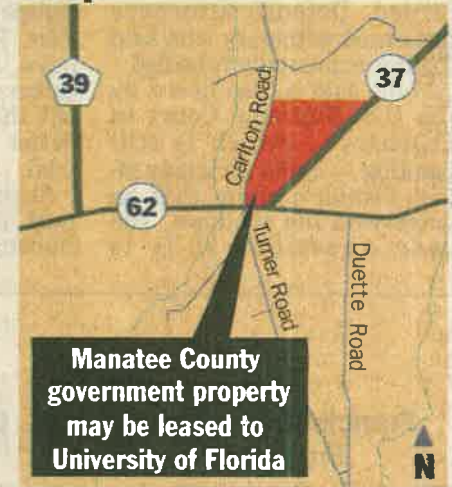 39
37
Carlton Road
62
Turner Road
Duette Road
Manatee County
government property
may be leased to
University of Florida
N